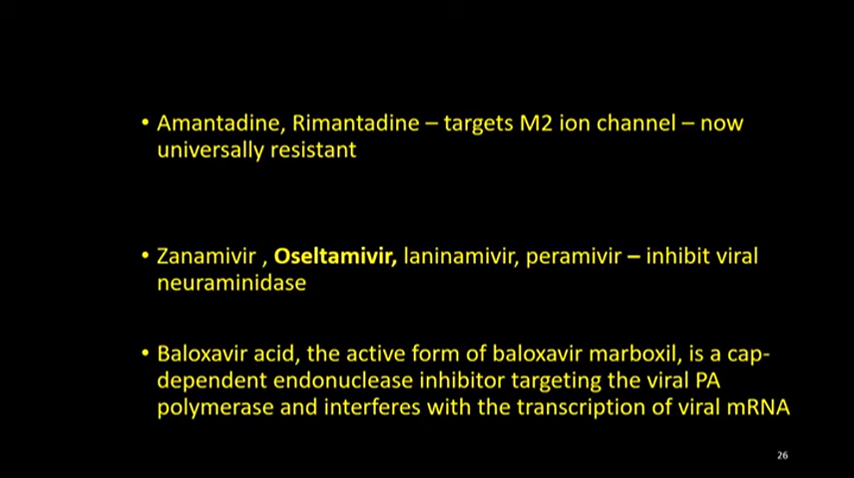 • Amantadine, Rimantadine – targets M2 ion channel – now
universally resistant
• Zanamivir , Oseltamivir, laninamivir, peramivir – inhibit viral
neuraminidase
• Baloxavir acid, the active form of baloxavir marboxil, is a cap-
dependent endonuclease inhibitor targeting the viral PA
polymerase and interferes with the transcription of viral mRNA
26